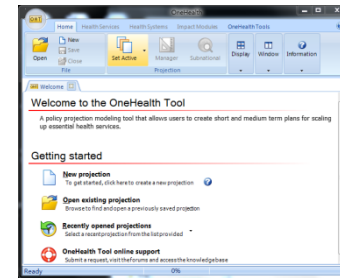 OneHealth
OHT
Home Health Services Health Systems Impact Modules OneHealth Tools
Open
New
Save
Close
Set Active
Manager
Subnational
Display
Window
Information
File
Projection
Welcome
Welcome to the OneHealth Tool
A policy projection modeling tool that allows users to create short and medium term plans for scaling
up essential health services.
Getting started
New projection
To get started, click here to create a new projection
Open existing projection
Browse to find and open a previously saved projection
Recently opened projections
Select a recent projection from the list provided
OneHealth Tool online support
Submit a request, visit the forums and access the knowledge base
Ready 0%